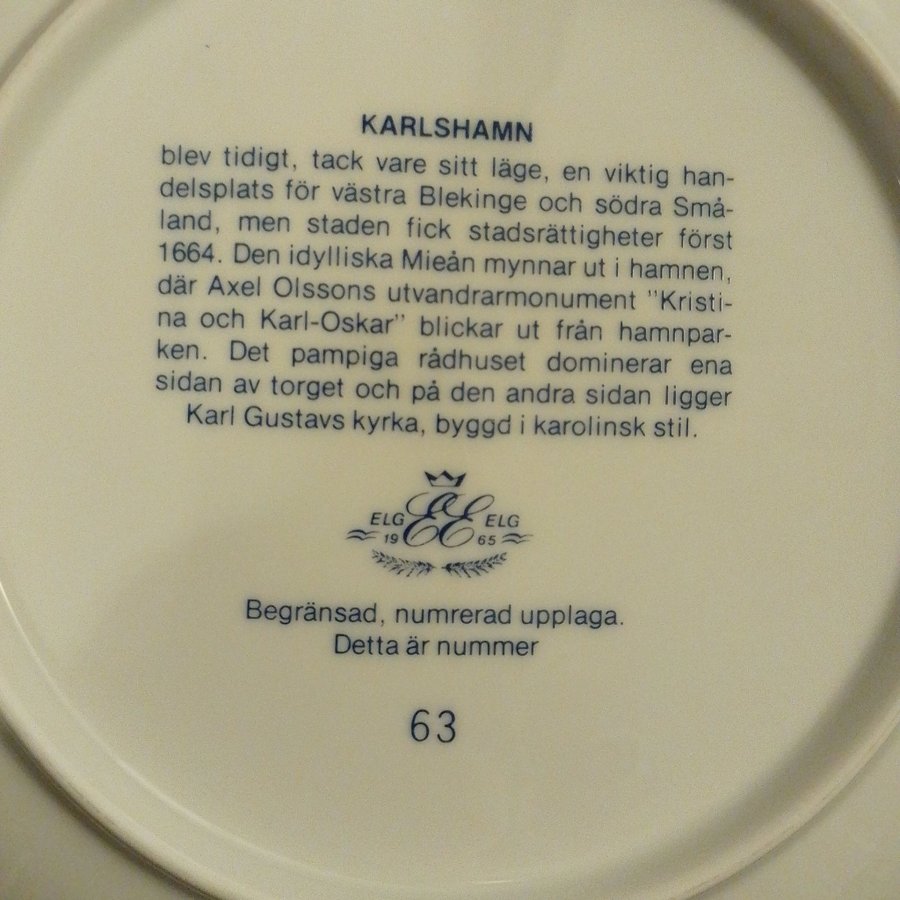 KARLSHAMN
blev tidigt, tack vare sitt läge, en viktig han-
delsplats för västra Blekinge och södra Små-
land, men staden fick stadsrättigheter först
1664. Den idylliska Mieån mynnar ut i hamnen,
där Axel Olssons utvandrarmonument "Kristi-
na och Karl-Oskar" blickar ut från hamnpar-
ken. Det pampiga rådhuset dominerar ena
sidan av torget och på den andra sidan ligger
Karl Gustavs kyrka, byggd i karolinsk stil.
ELG EE ELG
19 65
Begränsad, numrerad upplaga.
Detta är nummer
63